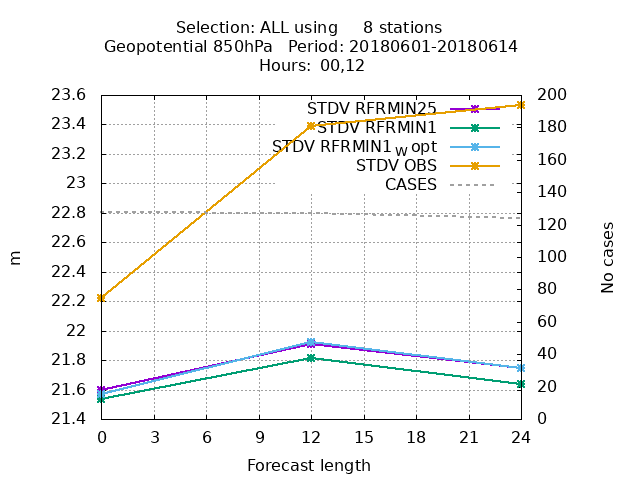 Selection: ALL using     8 stations
Geopotential 850hPa   Period: 20180601-20180614
Hours: 00,12
STDV RFRMIN25
STDV RFRMIN1
STDV RFRMIN1w opt
STDV OBS
CASES
23.6
23.4
23.2
23
22.8
22.6
22.4
22.2
22
21.8
21.6
21.4
m
200
180
160
140
120
100
80
60
40
20
0
No cases
0 3 6 9 12 15 18 21 24
Forecast length